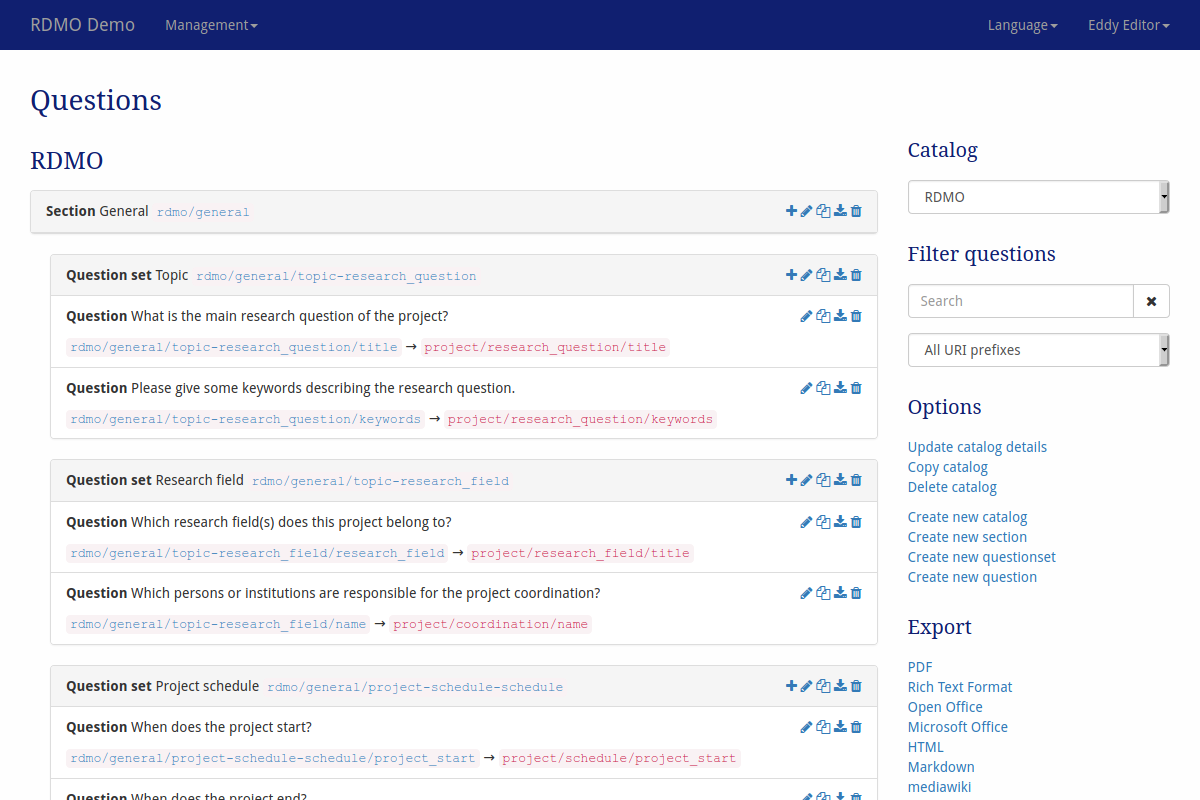 RDMO Demo Management Language Eddy Editor
Questions
RDMO
Section General rdmo/general
Question set Topic rdmo/general/topic-research_question
Question What is the main research question of the project?
rdmo/general/topic-research_question/title → project/research_question/title
Question Please give some keywords describing the research question.
rdmo/general/topic-research_question/keywords → project/research_question/keywords
Question set Research field rdmo/general/topic-research_field
Question Which research field(s) does this project belong to?
rdmo/general/topic-research_field/research_field → project/research_field/title
Question Which persons or institutions are responsible for the project coordination?
rdmo/general/topic-research_field/name → project/coordination/name
Question set Project schedule rdmo/general/project-schedule-schedule
Question When does the project start?
rdmo/general/project-schedule-schedule/project_start → project/schedule/project_start
Question When does the project end?
Catalog
RDMO
Filter questions
Search
All URI prefixes
Options
Update catalog details
Copy catalog
Delete catalog
Create new catalog
Create new section
Create new questionset
Create new question
Export
PDF
Rich Text Format
Open Office
Microsoft Office
HTML
Markdown
mediawiki